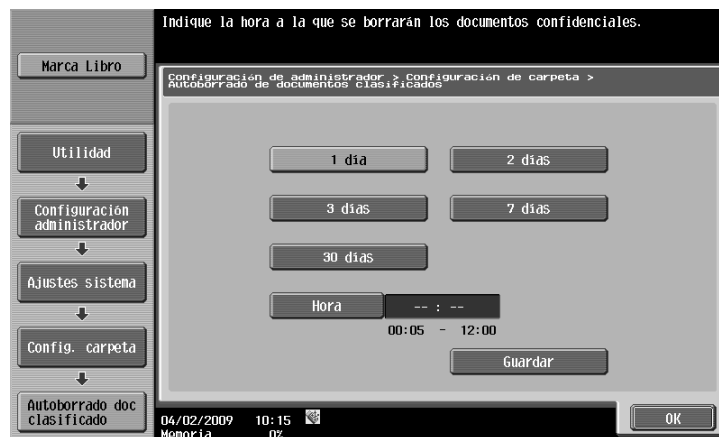 Indique la hora a la que se borrarán los documentos confidenciales.
Marca Libro
Configuración de administrador > Configuración de carpeta >
Autoborrado de documentos clasificados
Utilidad
Configuración
administrador
Ajustes sistema
Config. carpeta
Autoborrado doc
clasificado
1 día
2 días
3 días
7 días
30 días
Hora
-- : --
00:05 - 12:00
Guardar
04/02/2009 10:15
Memoria 0%
OK